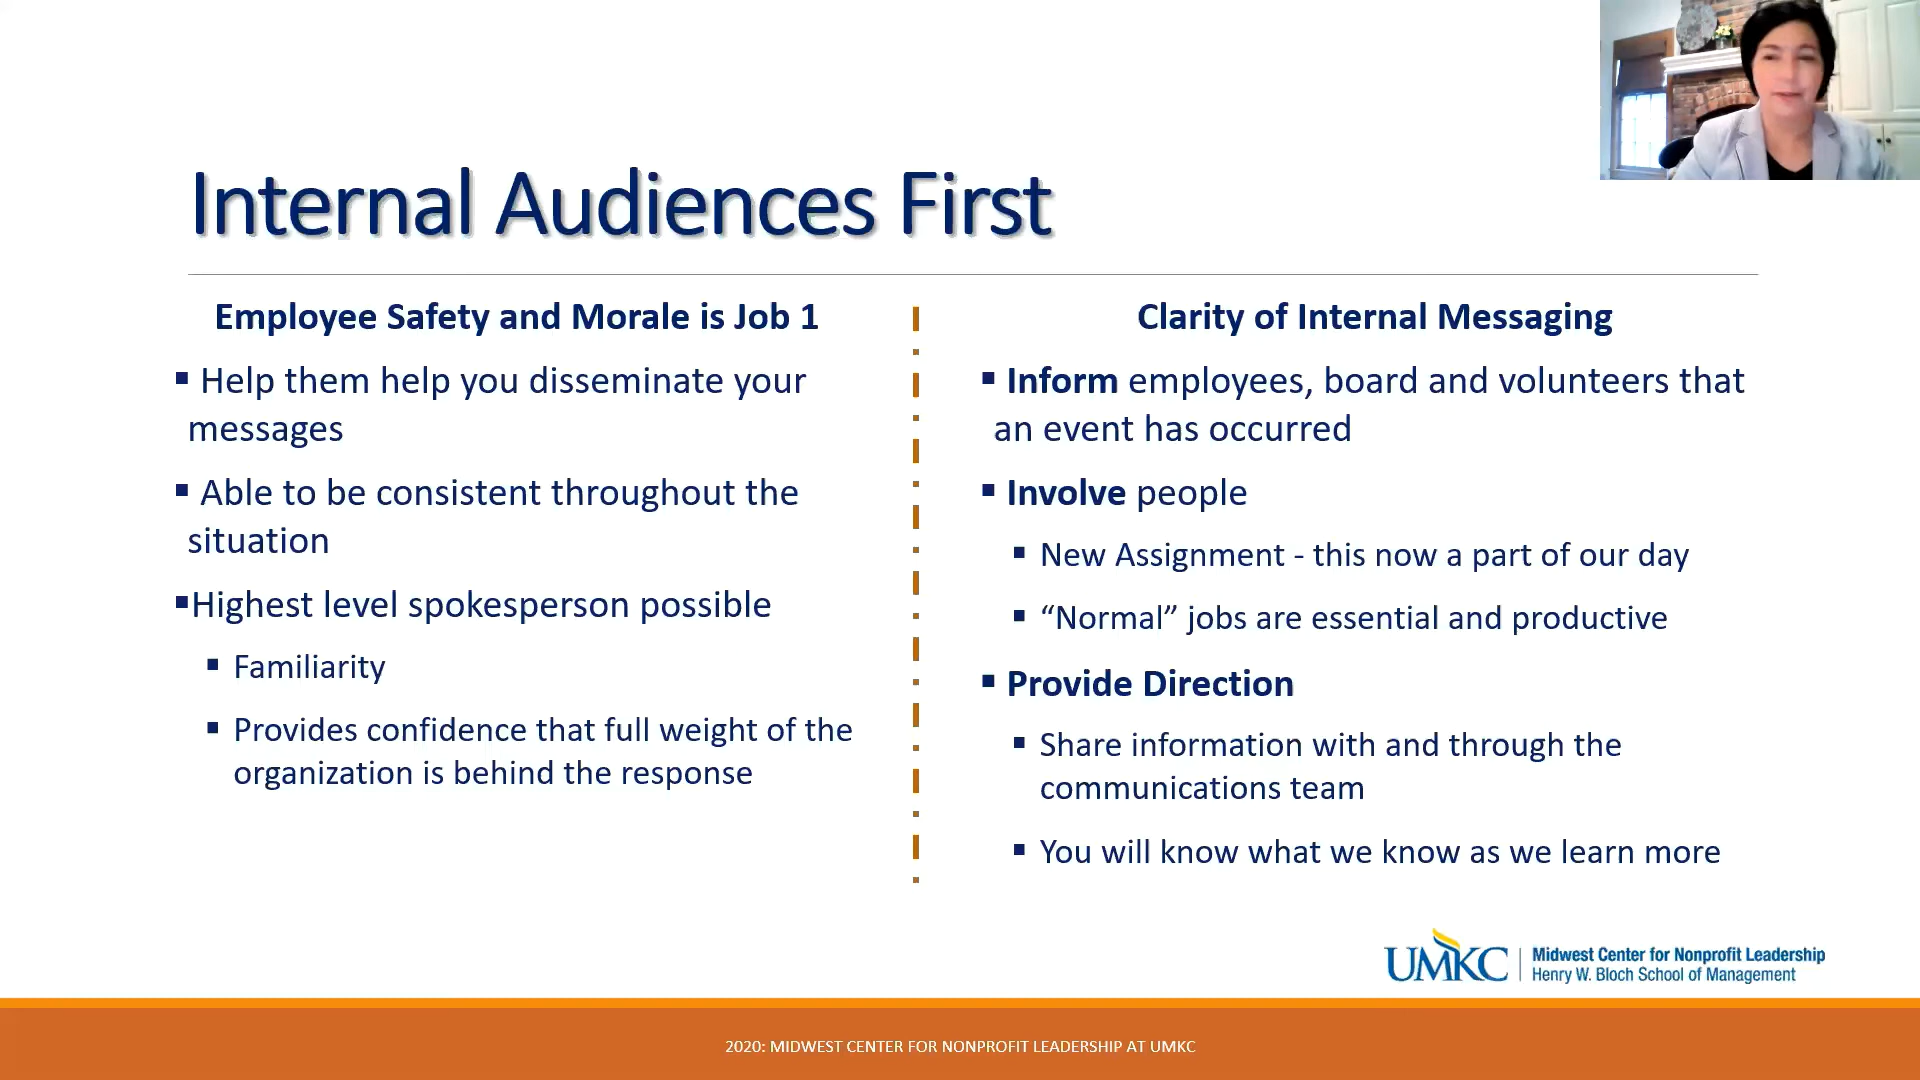 Internal Audiences First
Employee Safety and Morale is Job 1
▪ Help them help you disseminate your
messages
▪ Able to be consistent throughout the
situation
▪Highest level spokesperson possible
▪ Familiarity
▪ Provides confidence that full weight of the
organization is behind the response
Clarity of Internal Messaging
▪ Inform employees, board and volunteers that
an event has occurred
▪ Involve people
▪ New Assignment - this now a part of our day
▪ “Normal” jobs are essential and productive
▪ Provide Direction
▪ Share information with and through the
communications team
▪ You will know what we know as we learn more
UMKC
Midwest Center for Nonprofit Leadership
Henry W. Bloch School of Management
2020: MIDWEST CENTER FOR NONPROFIT LEADERSHIP AT UMKC